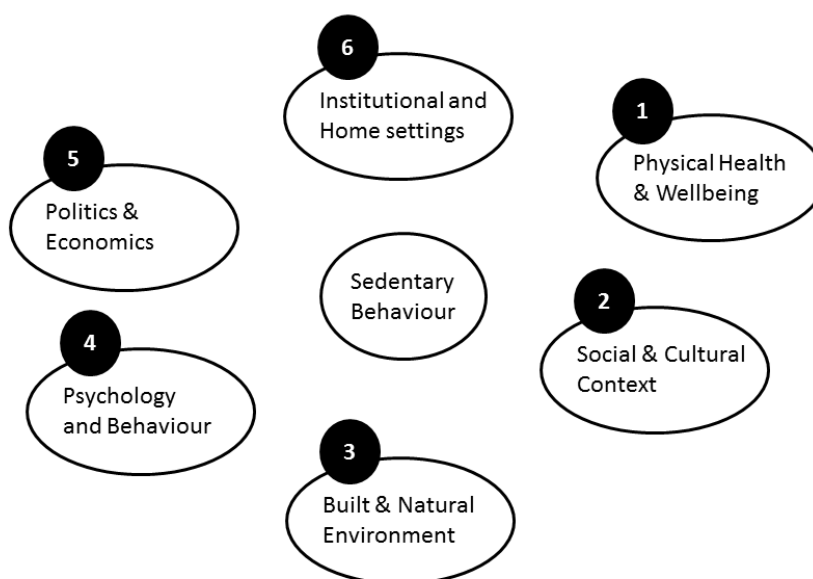 6
Institutional and
Home settings
1
Physical Health
& Wellbeing
5
Politics &
Economics
Sedentary
Behaviour
2
Social & Cultural
Context
4
Psychology
and Behaviour
3
Built & Natural
Environment